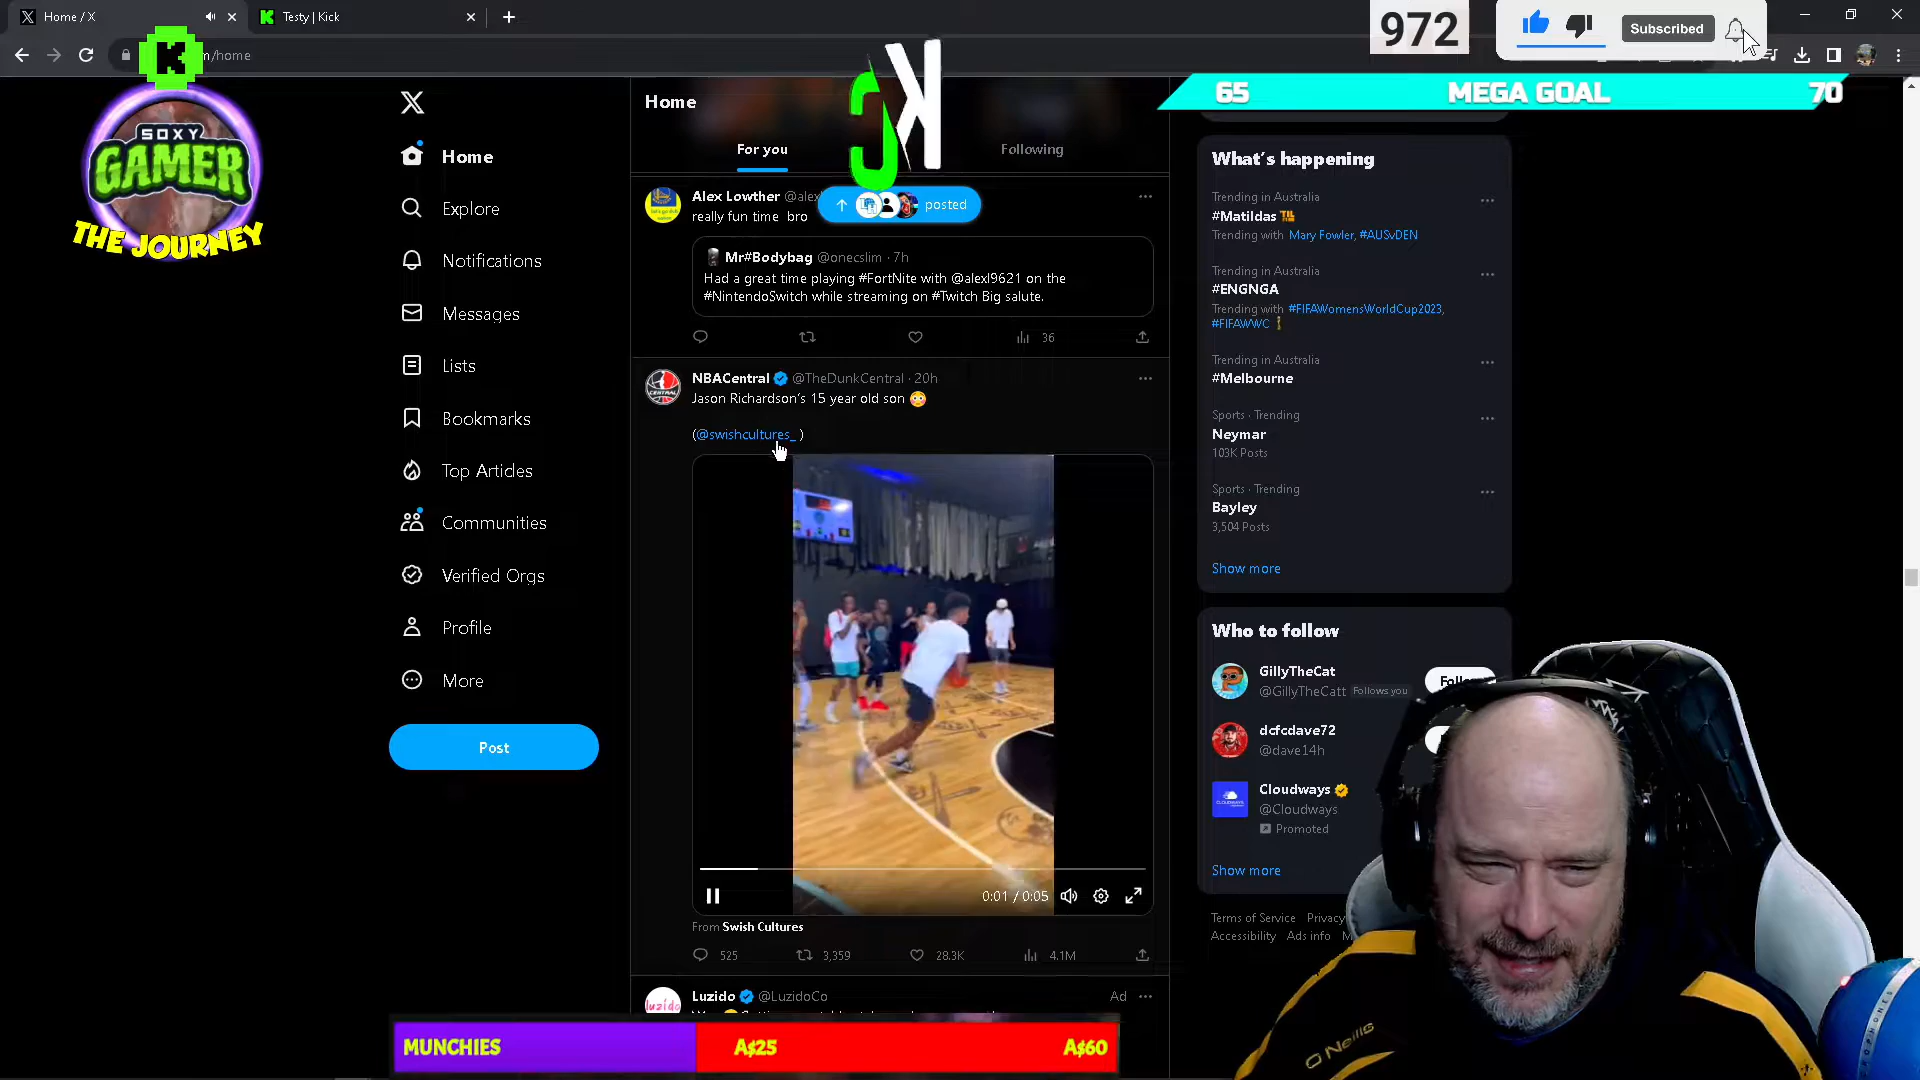 Home / X
Testy | Kick
972
Subscribed
/home
65 MEGA GOAL 70
SOXY
GAMER
THE JOURNEY
K
Home
Explore
Notifications
Messages
Lists
Bookmarks
Top Articles
Communities
Verified Orgs
Profile
More
Post
Home
For you
Following
posted
Alex Lowther
really fun time bro
Mr#Bodybag @onecslim · 7h
Had a great time playing #FortNite with @alexl9621 on the
#NintendoSwitch while streaming on #Twitch Big salute.
36
NBACentral @TheDunkCentral · 20h
Jason Richardson's 15 year old son 😳
(@swishcultures_ )
0:01 / 0:05
From Swish Cultures
525 3,359 28.3K 4.1M
Luzido @LuzidoCo Ad
luzido
MUNCHIES A$25 A$60
What's happening
Trending in Australia
#Matildas
Trending with Mary Fowler, #AUSvDEN
Trending in Australia
#ENGNGA
Trending with #FIFAWomensWorldCup2023,
#FIFAWWC
Trending in Australia
#Melbourne
Sports · Trending
Neymar
103K Posts
Sports · Trending
Bayley
3,504 Posts
Show more
Who to follow
GillyTheCat
@GillyTheCatt Follows you
dcfcdave72
@dave14h
Cloudways
@Cloudways
Promoted
Show more
Terms of Service Privacy
Accessibility Ads info
O'Neills